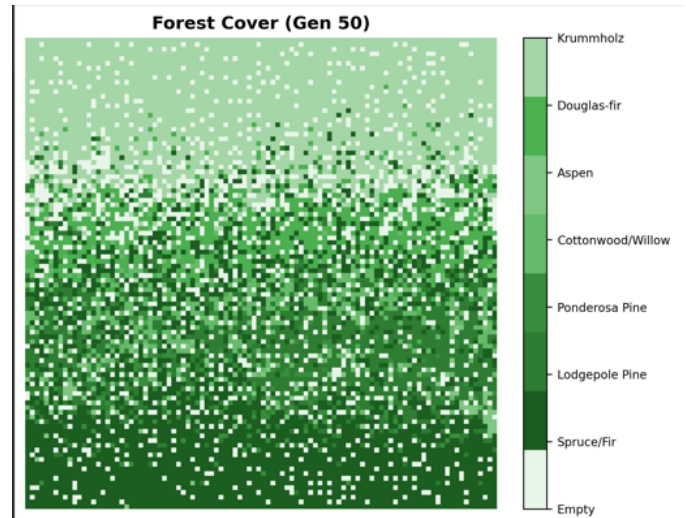 Forest Cover (Gen 50)
Krummholz
Douglas-fir
Aspen
Cottonwood/Willow
Ponderosa Pine
Lodgepole Pine
Spruce/Fir
Empty